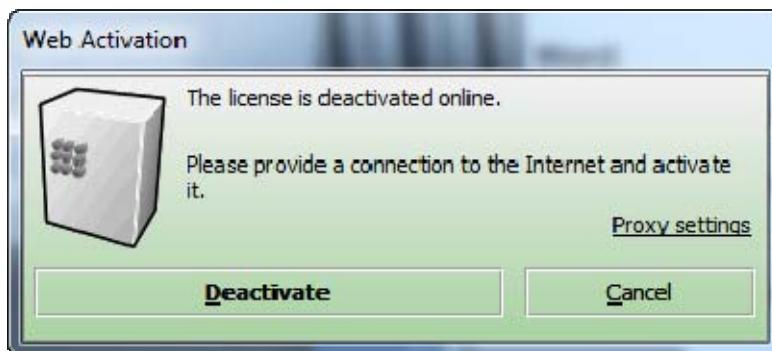 Web Activation
The license is deactivated online.
Please provide a connection to the Internet and activate
it.
Proxy settings
Deactivate
Cancel